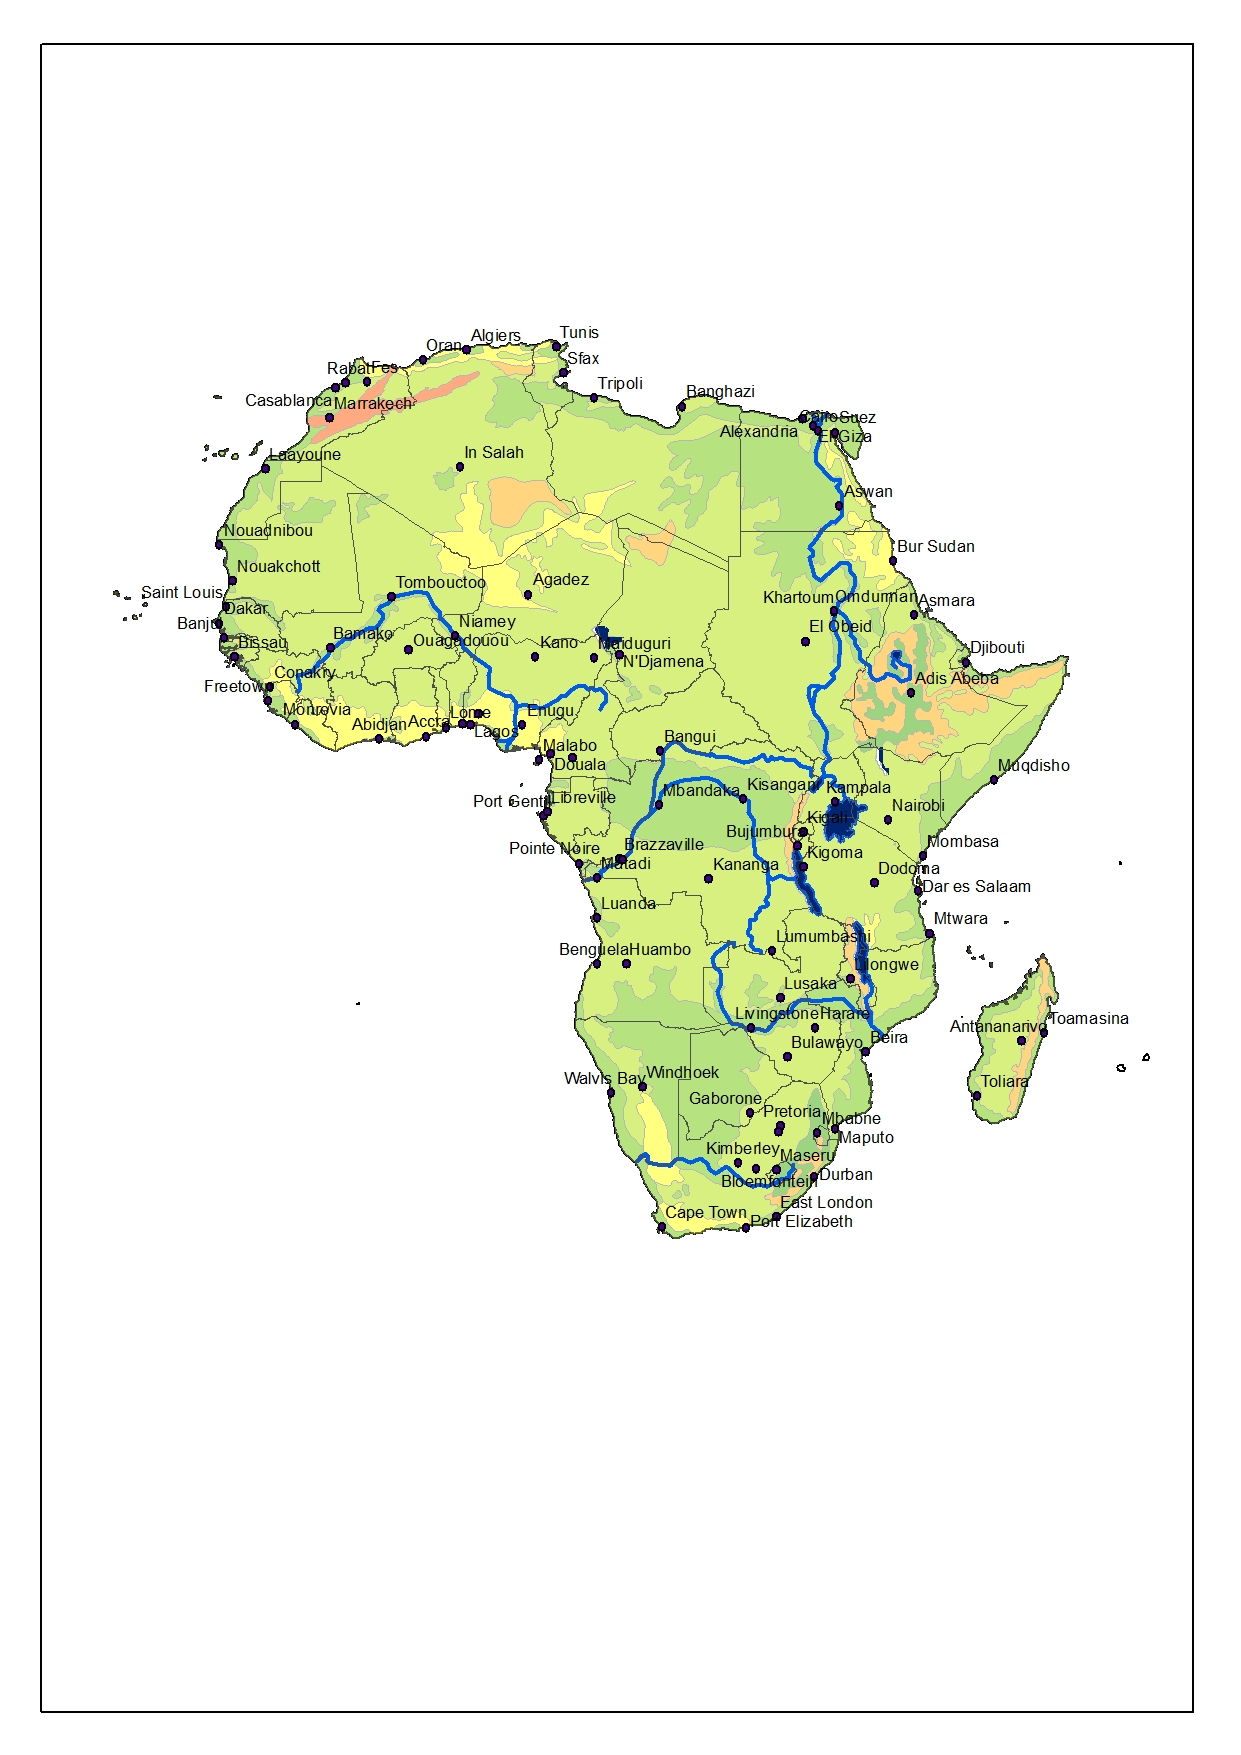 Tunis
Algiers
Oran
Sfax
Rabat
Fes
Tripoli
Banghazi
Casablanca
Marrakech
Cairo
Suez
Alexandria
El Giza
Laayoune
In Salah
Aswan
Nouadnibou
Bur Sudan
Nouakchott
Tombouctoo
Agadez
Saint Louis
Khartoum
Omdurman
Asmara
Dakar
Banjul
Niamey
El Obeid
Bissau
Bamako
Ouagadouou
Kano
Maiduguri
Djibouti
N'Djamena
Conakry
Adis Abeba
Freetown
Monrovia
Abidjan
Accra
Lome
Enugu
Lagos
Bangui
Malabo
Douala
Muqdisho
Mbandaka
Kisangani
Kampala
Port Gentil
Libreville
Nairobi
Kigali
Bujumbura
Pointe Noire
Brazzaville
Mombasa
Kigoma
Matadi
Kananga
Dodoma
Dar es Salaam
Luanda
Mtwara
Lumumbashi
Benguela
Huambo
Lilongwe
Lusaka
Livingstone
Harare
Antananarivo
Toamasina
Bulawayo
Beira
Walvis Bay
Windhoek
Toliara
Gaborone
Pretoria
Mbabne
Maputo
Kimberley
Maseru
Bloemfontein
Durban
East London
Cape Town
Port Elizabeth